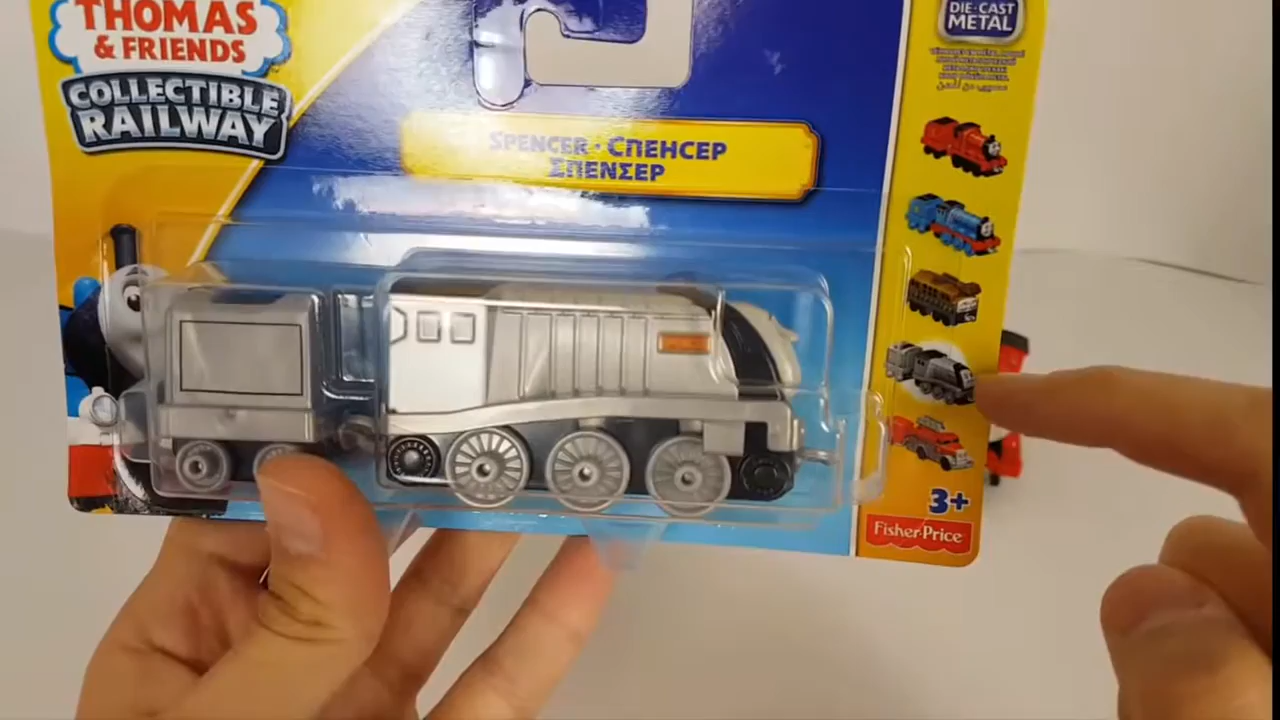 THOMAS
& FRIENDS
COLLECTIBLE
RAILWAY
SPENCER · СПЕНСЕР
ΣΠΕΝΣΕΡ
DIE-CAST
METAL
3+
Fisher-Price